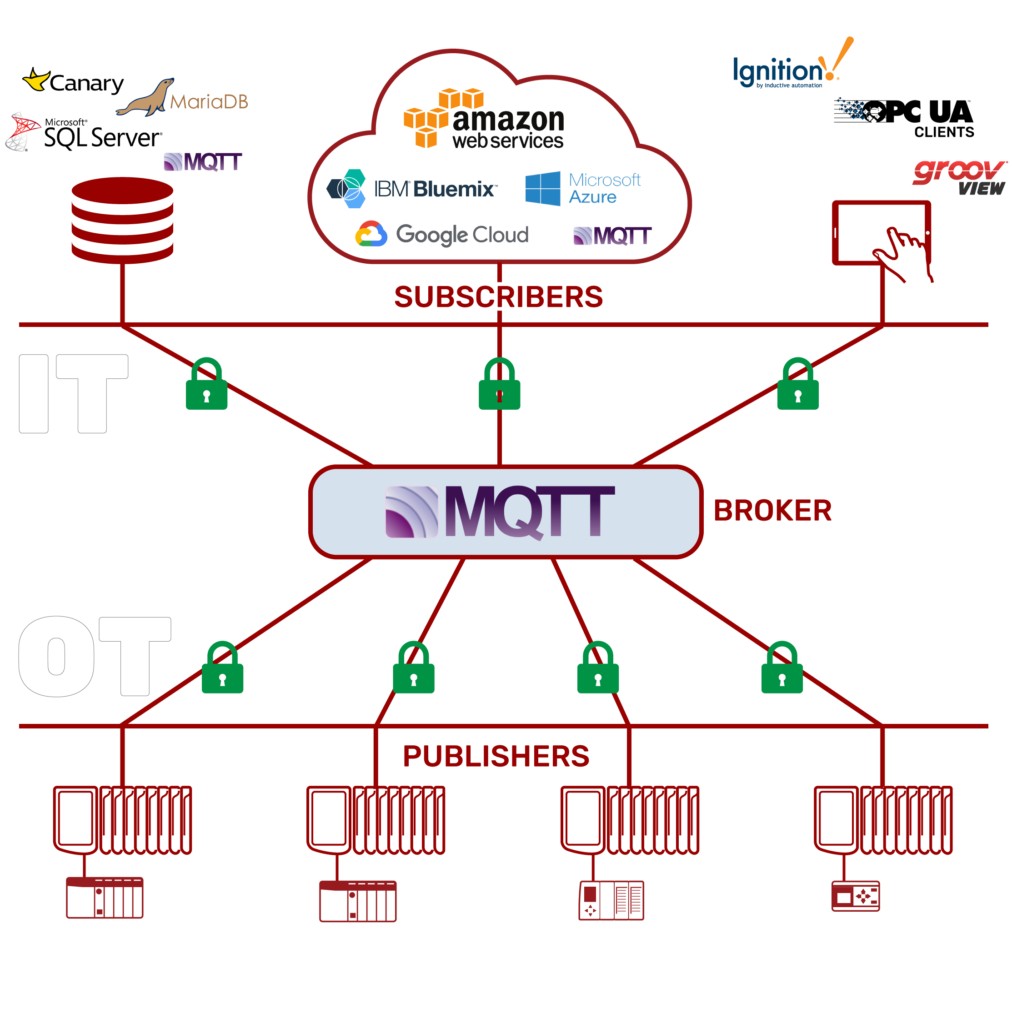 Canary
MariaDB
Microsoft®
SQL Server®
MQTT
amazon
web services
IBM Bluemix™
Microsoft
Azure
Google Cloud
MQTT
Ignition!
by inductive automation
OPC UA
CLIENTS
groov
VIEW
SUBSCRIBERS
IT
MQTT
BROKER
OT
PUBLISHERS